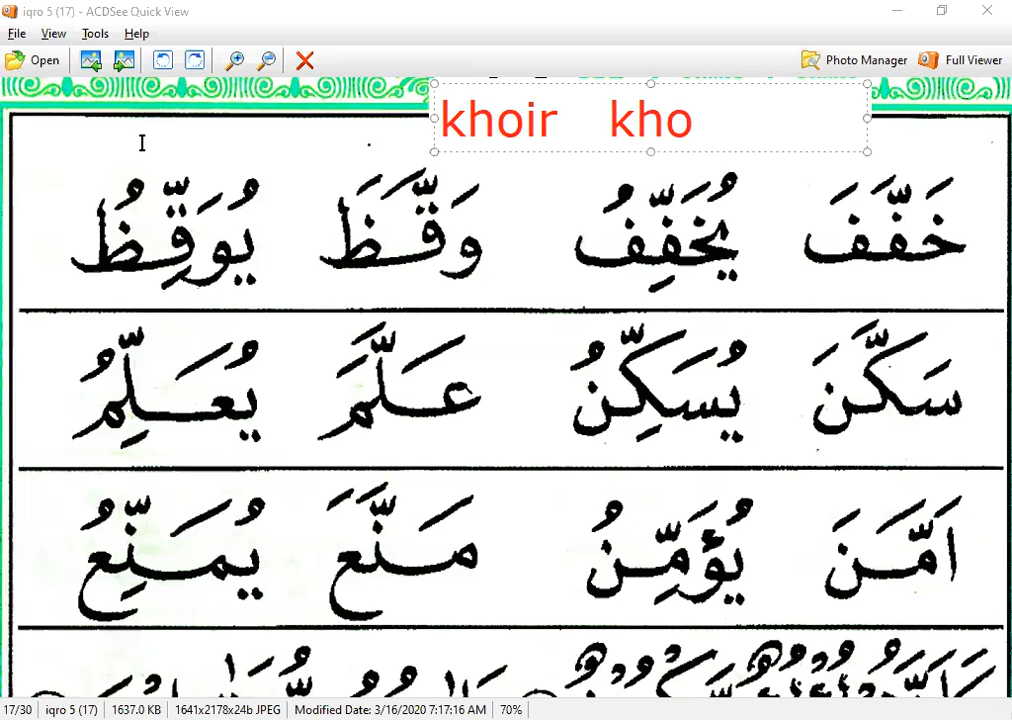 iqro 5 (17) - ACDSee Quick View
File View Tools Help
Open Photo Manager Full Viewer
khoir kho
خَفَّفَ يُخَفِّفُ وَقَّظَ يُوَقِّظُ
سَكَّنَ يُسَكِّنُ عَلَّمَ يُعَلِّمُ
اَمَّنَ يُؤَمِّنُ مَنَّعَ يُمَنِّعُ
17/30 iqro 5 (17) 1637.0 KB 1641x2178x24b JPEG Modified Date: 3/16/2020 7:17:16 AM 70%